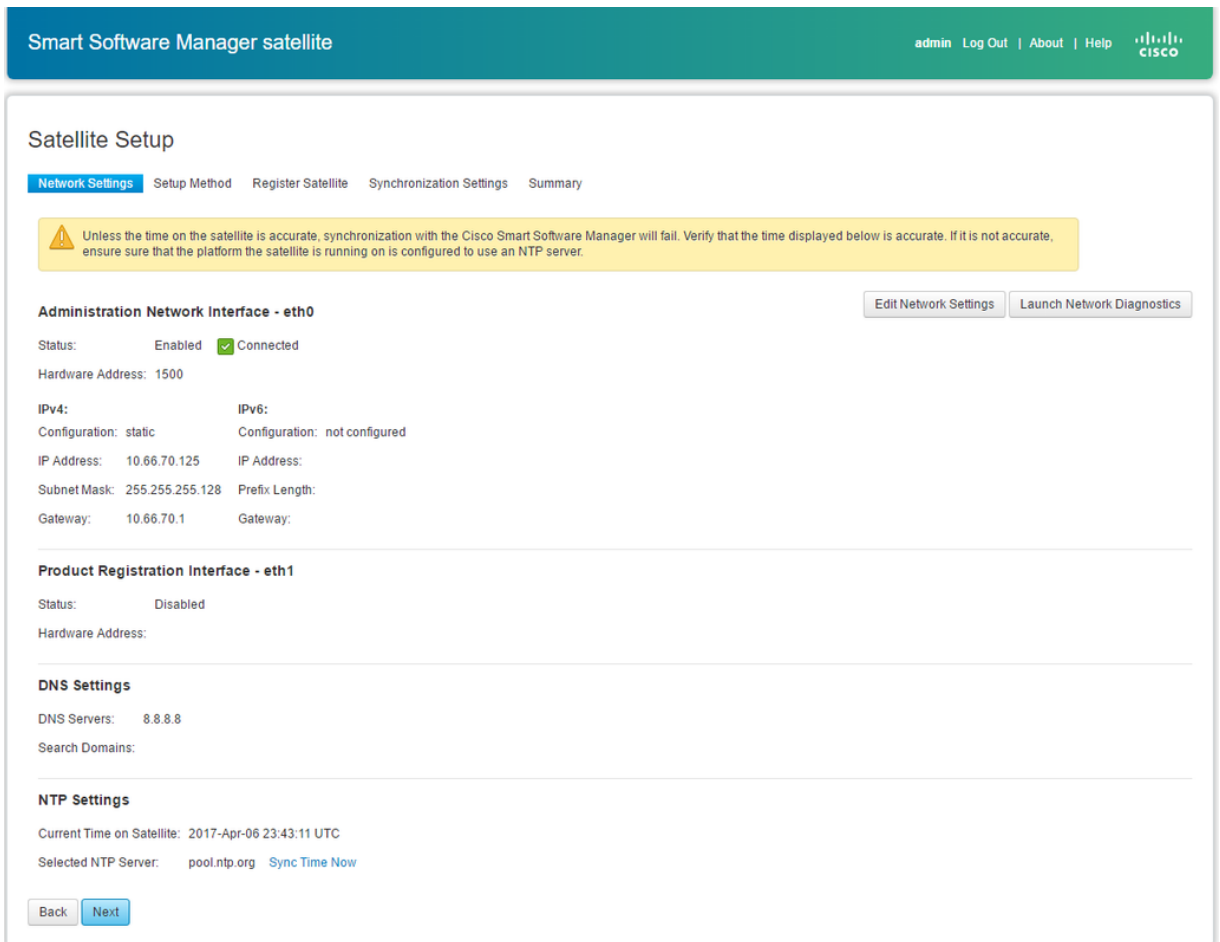 Smart Software Manager satellite
admin Log Out | About | Help
CISCO
Satellite Setup
Network Settings Setup Method Register Satellite Synchronization Settings Summary
Unless the time on the satellite is accurate, synchronization with the Cisco Smart Software Manager will fail. Verify that the time displayed below is accurate. If it is not accurate,
ensure sure that the platform the satellite is running on is configured to use an NTP server.
Edit Network Settings Launch Network Diagnostics
Administration Network Interface - eth0
Status: Enabled Connected
Hardware Address: 1500
IPv4: IPv6:
Configuration: static Configuration: not configured
IP Address: 10.66.70.125 IP Address:
Subnet Mask: 255.255.255.128 Prefix Length:
Gateway: 10.66.70.1 Gateway:
Product Registration Interface - eth1
Status: Disabled
Hardware Address:
DNS Settings
DNS Servers: 8.8.8.8
Search Domains:
NTP Settings
Current Time on Satellite: 2017-Apr-06 23:43:11 UTC
Selected NTP Server: pool.ntp.org Sync Time Now
Back Next